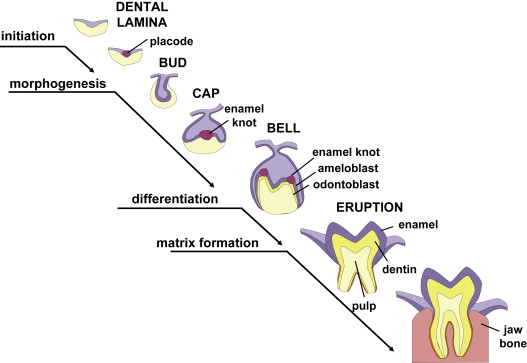 DENTAL
LAMINA
initiation
placode
BUD
morphogenesis
CAP
enamel
knot
BELL
enamel knot
ameloblast
odontoblast
differentiation
ERUPTION
enamel
matrix formation
dentin
pulp
jaw
bone